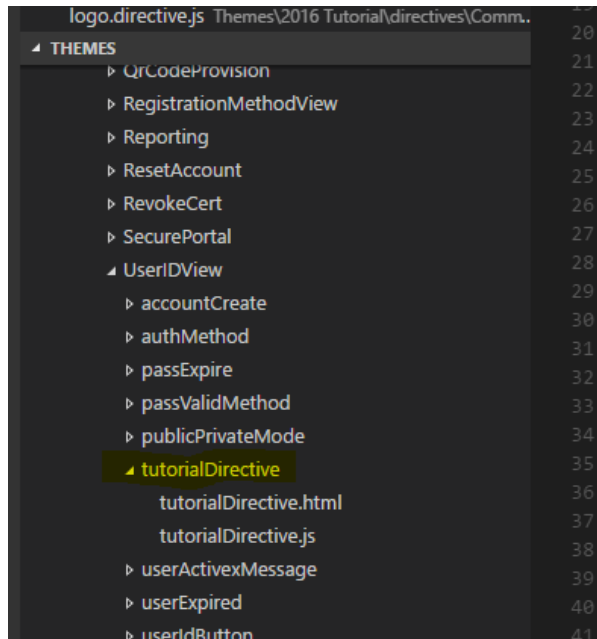 logo.directive.js Themes\2016 Tutorial\directives\Comm..
THEMES
QrCodeProvision
RegistrationMethodView
Reporting
ResetAccount
RevokeCert
SecurePortal
UserIDView
accountCreate
authMethod
passExpire
passValidMethod
publicPrivateMode
tutorialDirective
tutorialDirective.html
tutorialDirective.js
userActivexMessage
userExpired
userIdButton
19
20
21
22
23
24
25
26
27
28
29
30
31
32
33
34
35
36
37
38
39
40
41